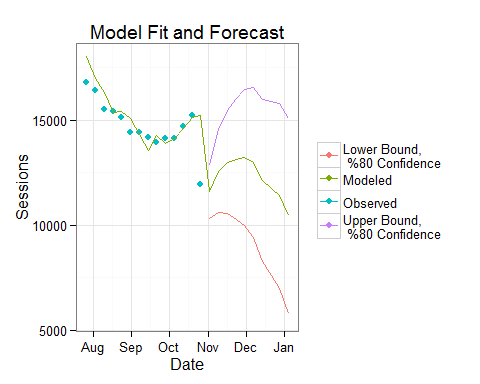 Model Fit and Forecast
Sessions
15000
10000
5000
Aug Sep Oct Nov Dec Jan
Date
Lower Bound,
%80 Confidence
Modeled
Observed
Upper Bound,
%80 Confidence